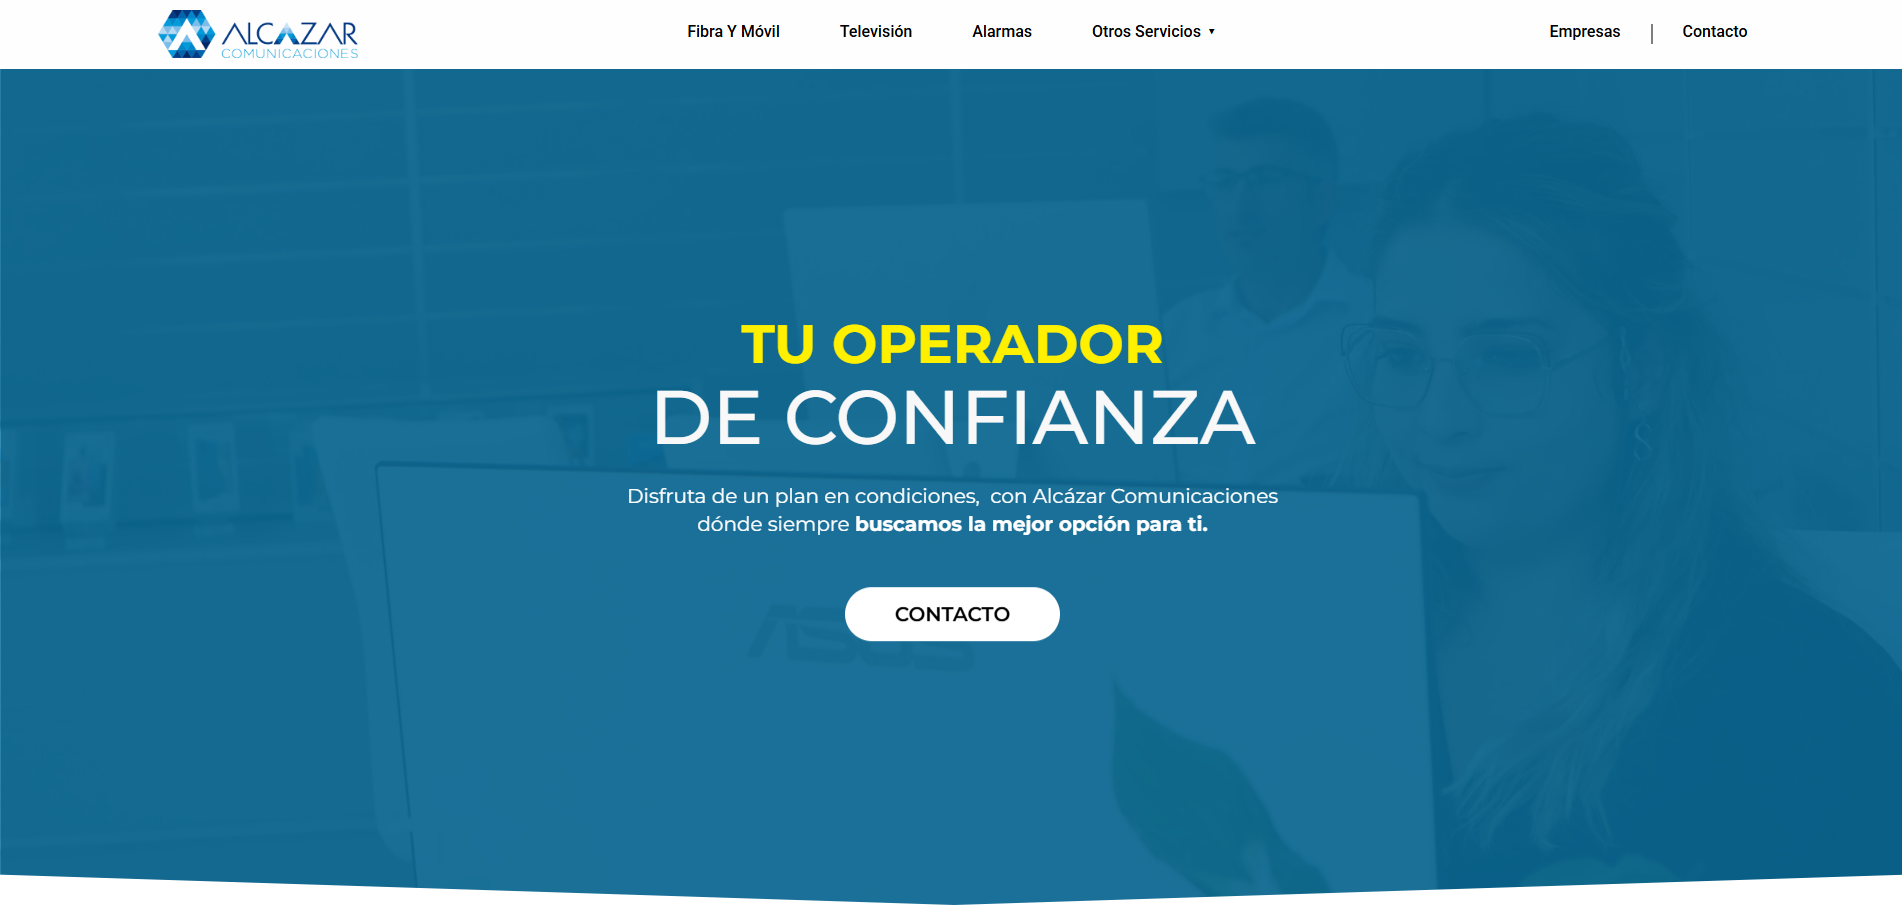 ALCAZAR
COMUNICACIONES
Fibra Y Móvil
Televisión
Alarmas
Otros Servicios ▾
Empresas | Contacto
TU OPERADOR
DE CONFIANZA
Disfruta de un plan en condiciones, con Alcázar Comunicaciones
dónde siempre buscamos la mejor opción para ti.
CONTACTO
ASUS